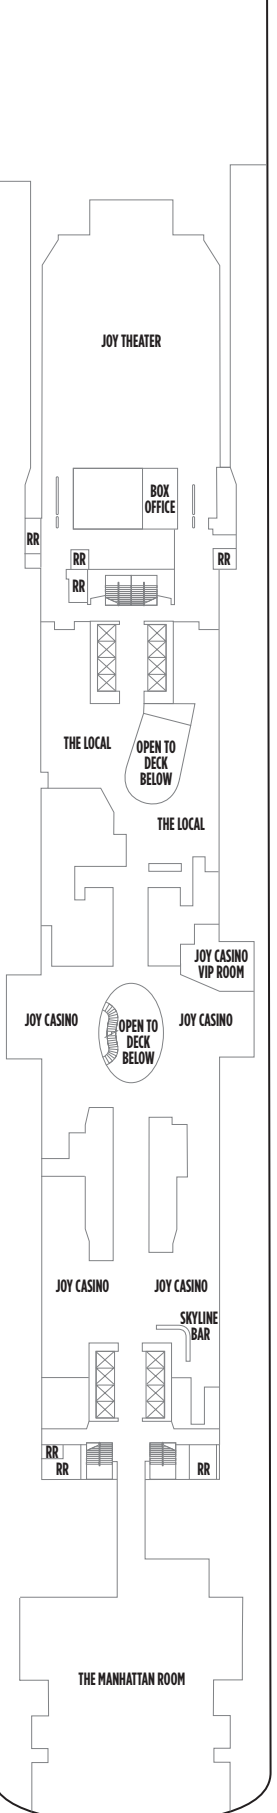 JOY THEATER
BOX
OFFICE
RR
RR
RR
RR
THE LOCAL
OPEN TO
DECK
BELOW
THE LOCAL
JOY CASINO
VIP ROOM
JOY CASINO
OPEN TO
DECK
BELOW
JOY CASINO
JOY CASINO
JOY CASINO
SKYLINE
BAR
RR
RR
RR
THE MANHATTAN ROOM